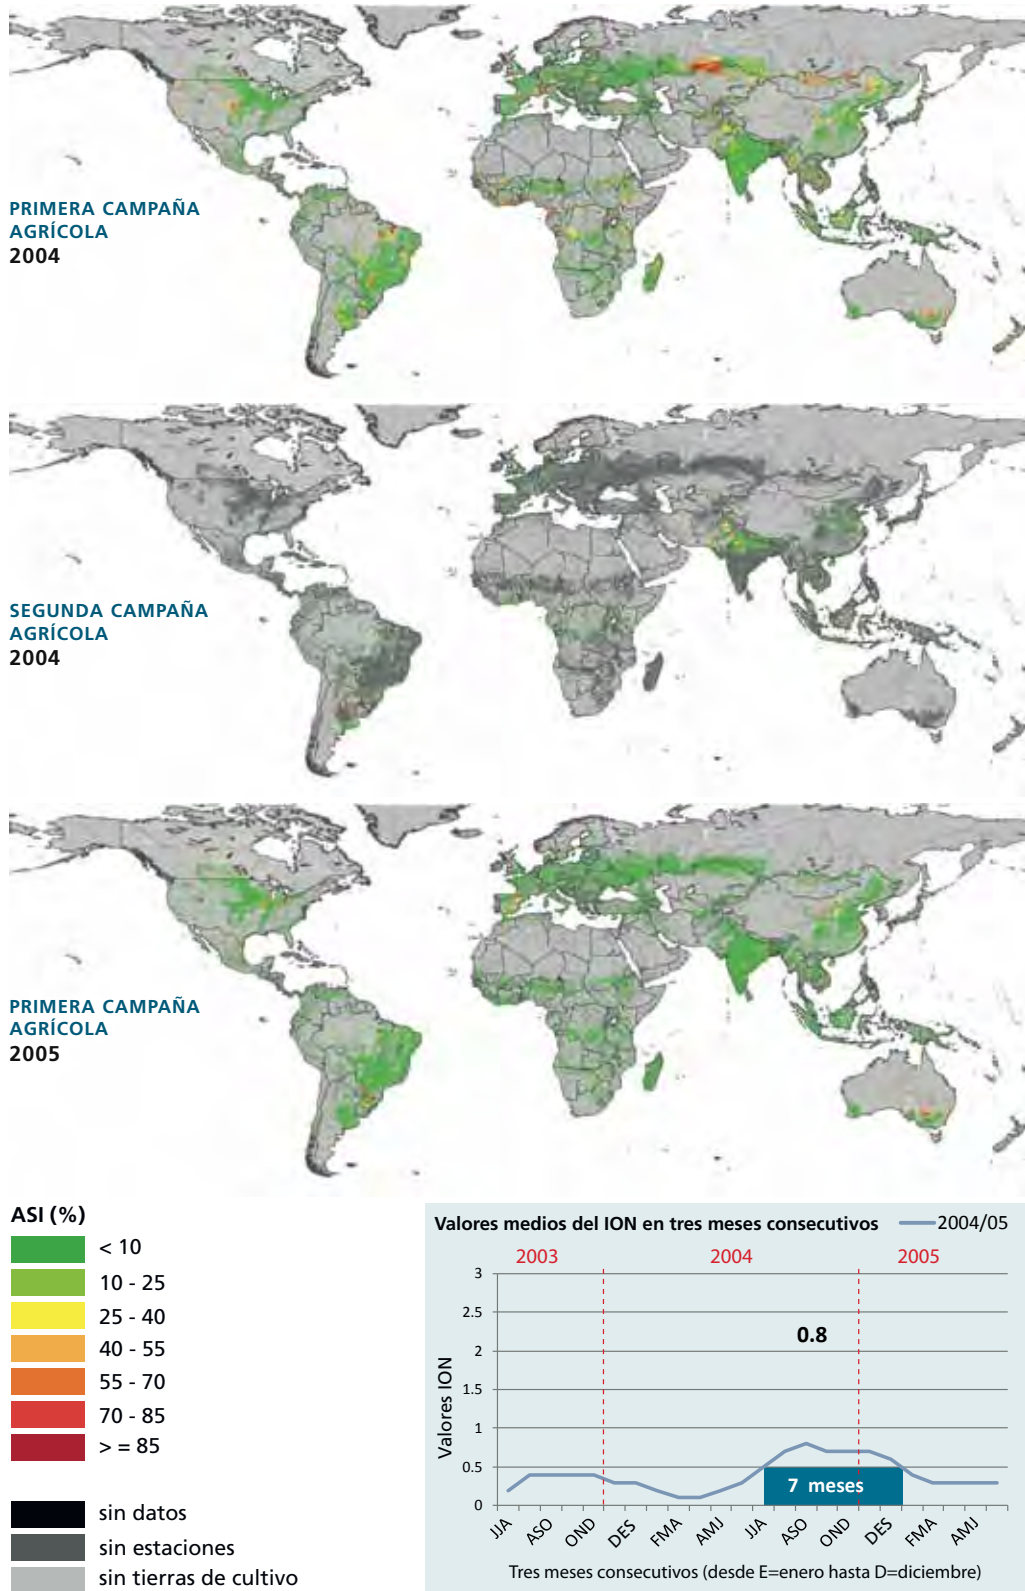 PRIMERA CAMPAÑA
AGRÍCOLA
2004
SEGUNDA CAMPAÑA
AGRÍCOLA
2004
PRIMERA CAMPAÑA
AGRÍCOLA
2005
ASI (%)
< 10
10 - 25
25 - 40
40 - 55
55 - 70
70 - 85
> = 85
sin datos
sin estaciones
sin tierras de cultivo
Valores medios del ION en tres meses consecutivos
2004/05
2003 2004 2005
3
2.5
2
1.5
1
0.5
0
Valores ION
0.8
7 meses
JJA ASO OND DES FMA AMJ JJA ASO OND DES FMA AMJ
Tres meses consecutivos (desde E=enero hasta D=diciembre)